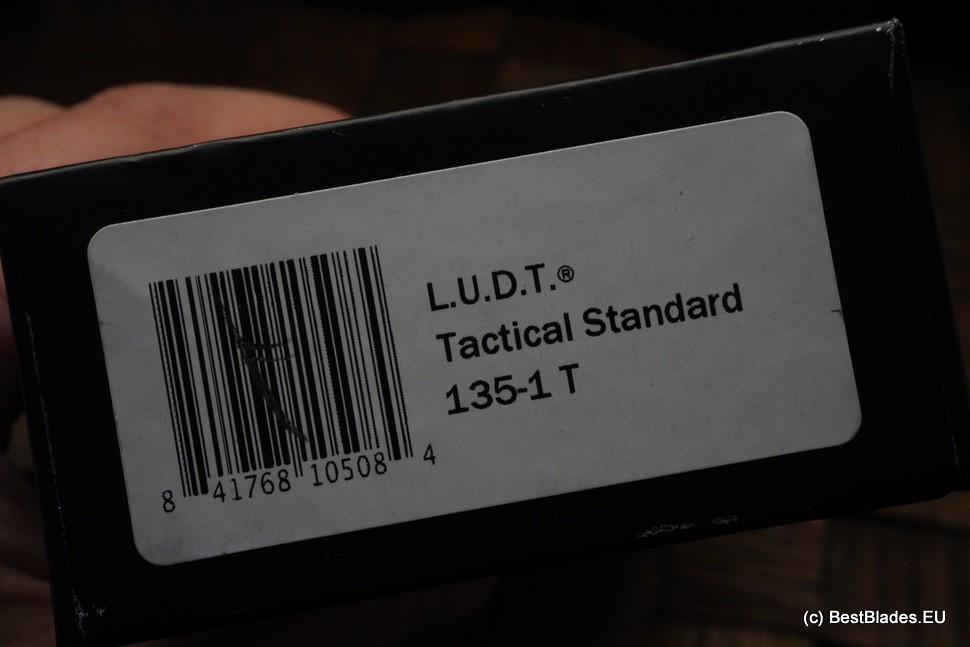 L.U.D.T.®
Tactical Standard
135-1 T
8 41768 10508 4
(c) BestBlades.EU